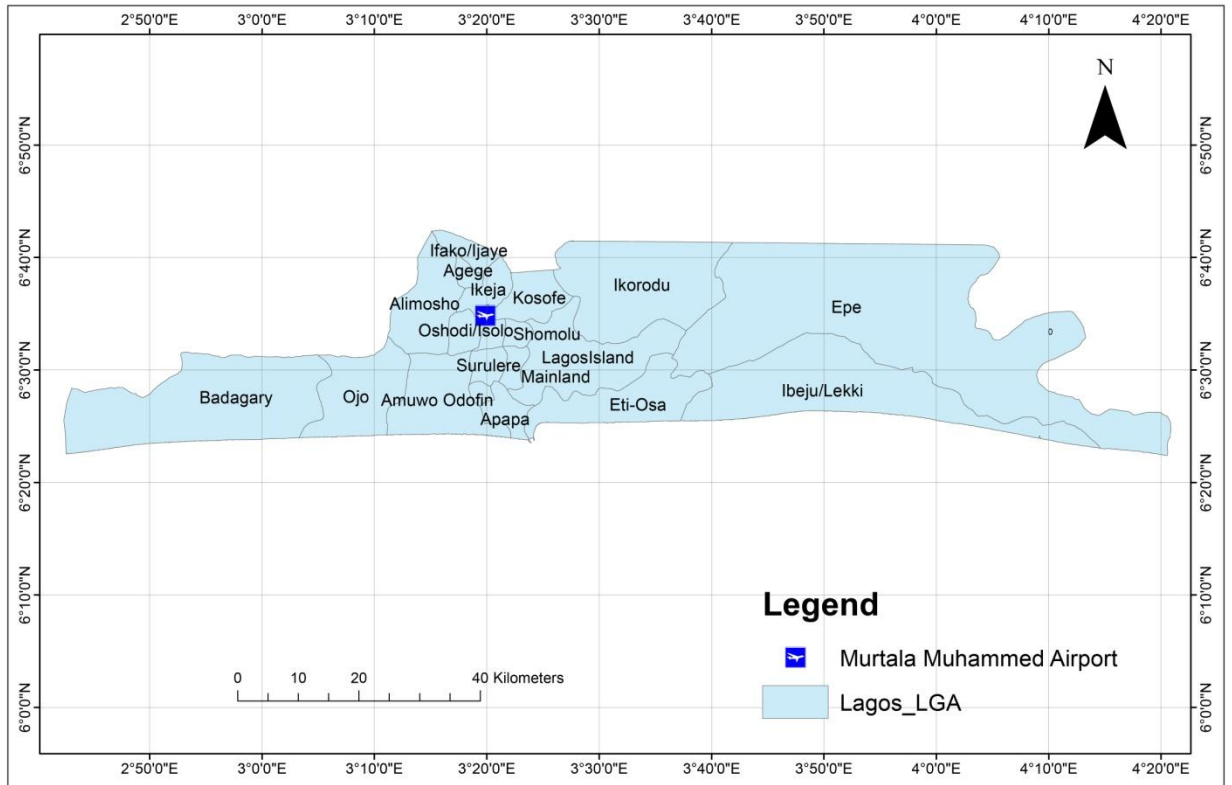 2°50'0"E 3°0'0"E 3°10'0"E 3°20'0"E 3°30'0"E 3°40'0"E 3°50'0"E 4°0'0"E 4°10'0"E 4°20'0"E
N
6°50'0"N 6°50'0"N
6°40'0"N 6°40'0"N
6°30'0"N 6°30'0"N
6°20'0"N 6°20'0"N
6°10'0"N 6°10'0"N
6°0'0"N 6°0'0"N
Ifako/Ijaye
Agege
Ikeja
Kosofe
Ikorodu
Alimosho
Epe
Oshodi/Isolo
Shomolu
LagosIsland
Surulere
Mainland
Badagary
Ojo
Amuwo Odofin
Eti-Osa
Ibeju/Lekki
Apapa
Legend
Murtala Muhammed Airport
Lagos_LGA
0 10 20 40 Kilometers
2°50'0"E 3°0'0"E 3°10'0"E 3°20'0"E 3°30'0"E 3°40'0"E 3°50'0"E 4°0'0"E 4°10'0"E 4°20'0"E